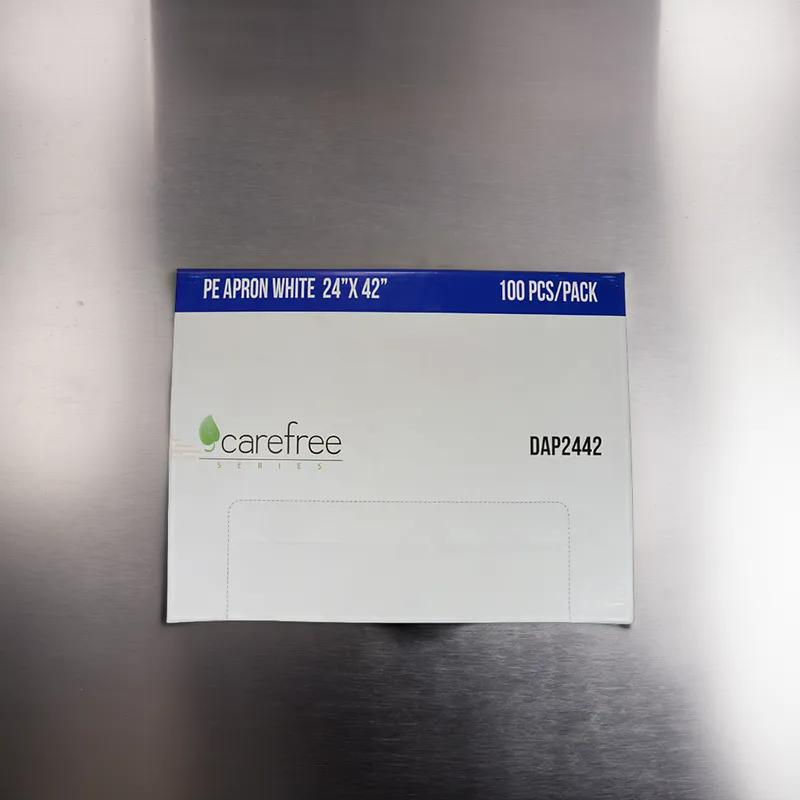 PE APRON WHITE 24”X 42” 100 PCS/PACK
carefree
SERIES
DAP2442